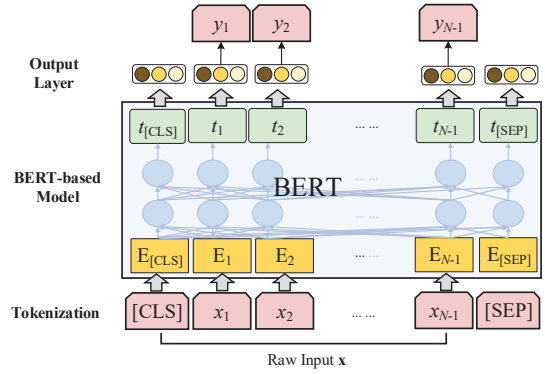 y1 y2 yN-1
Output
Layer
t[CLS] t1 t2 ... ... tN-1 t[SEP]
... ...
BERT-based
Model
BERT
... ...
E[CLS] E1 E2 ... ... EN-1 E[SEP]
Tokenization [CLS] x1 x2 ... ... xN-1 [SEP]
Raw Input x